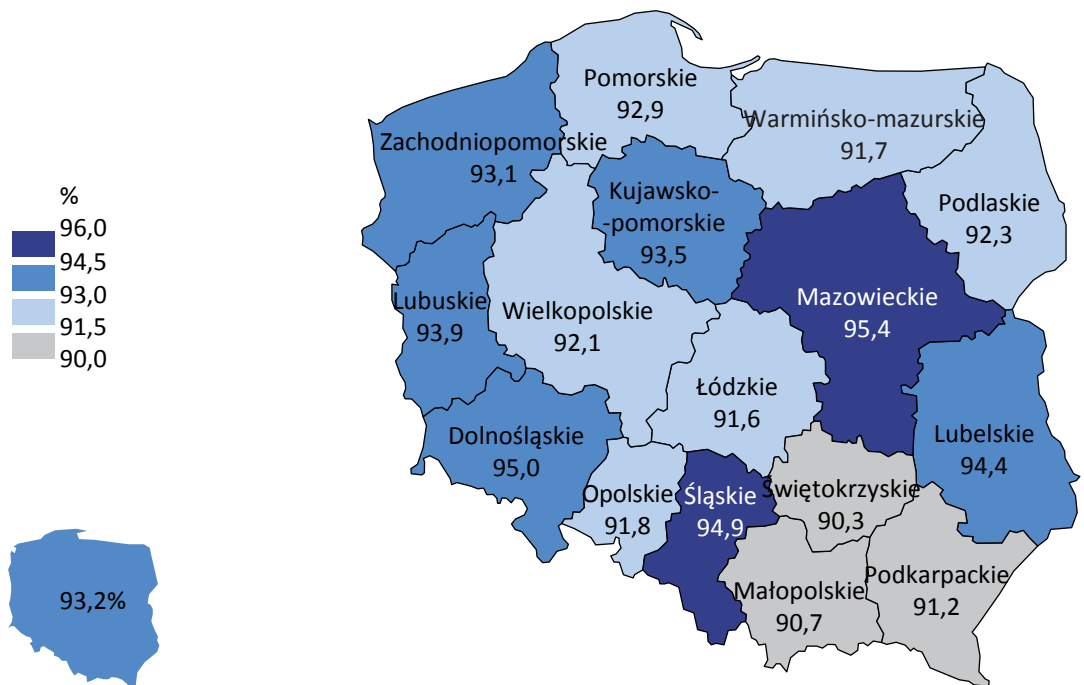 Pomorskie
92,9
Warmińsko-mazurskie
91,7
Zachodniopomorskie
93,1
Kujawsko-
-pomorskie
93,5
Podlaskie
92,3
%
96,0
94,5
93,0
91,5
90,0
Lubuskie
93,9
Wielkopolskie
92,1
Mazowieckie
95,4
Łódzkie
91,6
Dolnośląskie
95,0
Lubelskie
94,4
Opolskie
91,8
Śląskie
94,9
Świętokrzyskie
90,3
Małopolskie
90,7
Podkarpackie
91,2
93,2%